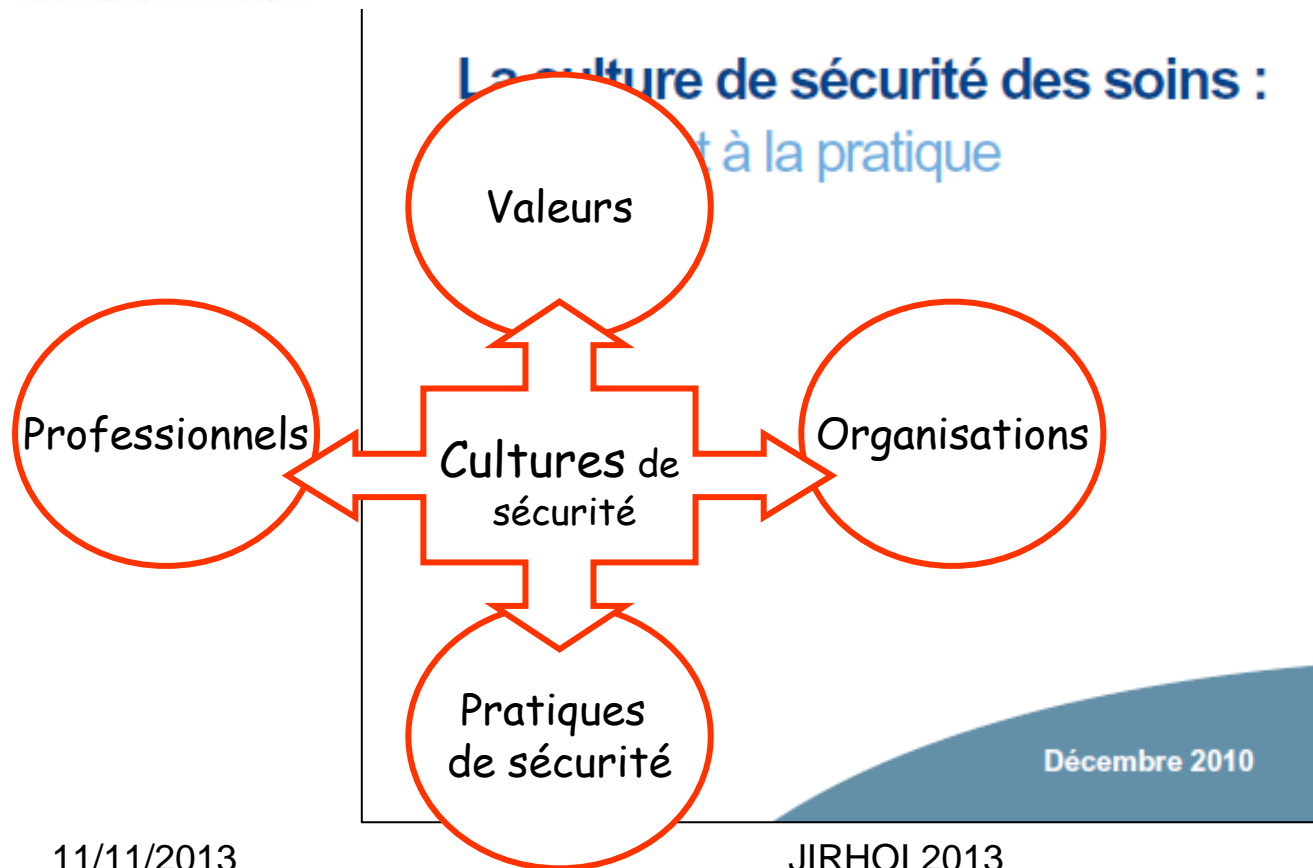 La culture de sécurité des soins :
à la pratique
Valeurs
Professionnels
Cultures de
sécurité
Organisations
Pratiques
de sécurité
Décembre 2010
11/11/2013
JIRHOI 2013